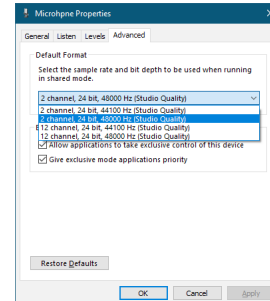 Microhpne Properties
General Listen Levels Advanced
Default Format
Select the sample rate and bit depth to be used when running
in shared mode.
2 channel, 24 bit, 48000 Hz (Studio Quality)
2 channel, 24 bit, 44100 Hz (Studio Quality)
2 channel, 24 bit, 48000 Hz (Studio Quality)
12 channel, 24 bit, 44100 Hz (Studio Quality)
12 channel, 24 bit, 48000 Hz (Studio Quality)
Allow applications to take exclusive control of this device
Give exclusive mode applications priority
Restore Defaults
OK Cancel Apply